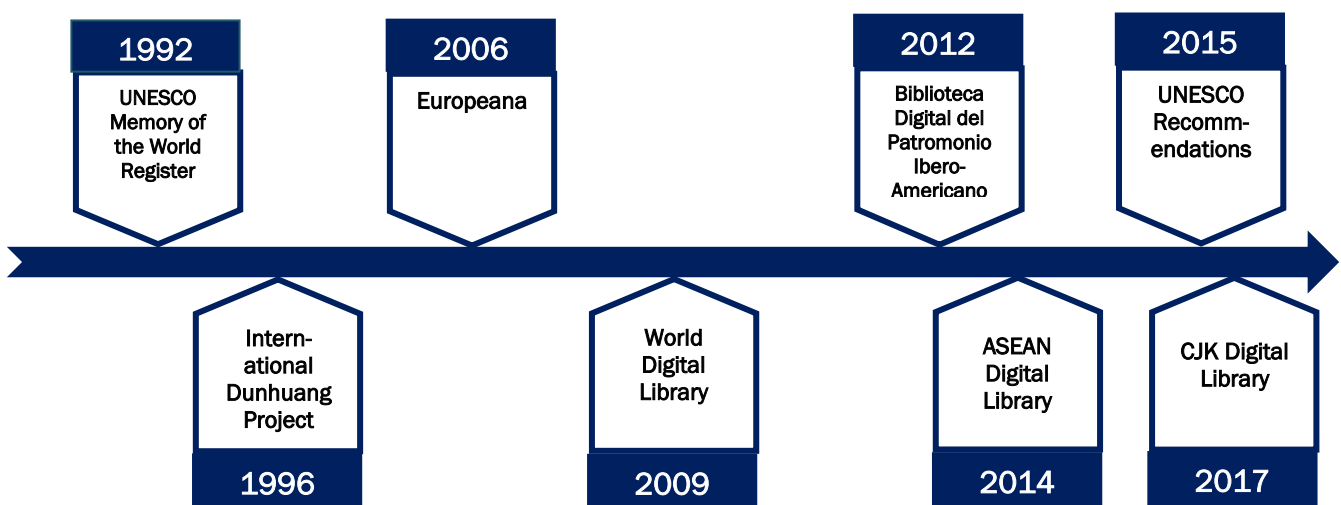 1992
UNESCO
Memory of
the World
Register
2006
Europeana
2012
Biblioteca
Digital del
Patromonio
Ibero-
Americano
2015
UNESCO
Recomm-
endations
Intern-
ational
Dunhuang
Project
1996
World
Digital
Library
2009
ASEAN
Digital
Library
2014
CJK Digital
Library
2017